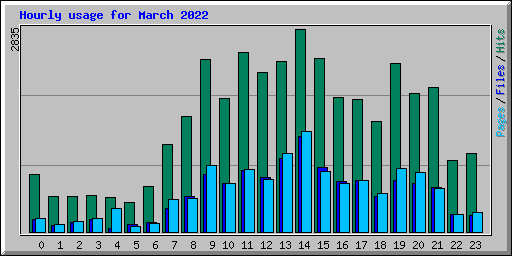 Hourly usage for March 2022
2835
Pages / Files / Hits
0 1 2 3 4 5 6 7 8 9 10 11 12 13 14 15 16 17 18 19 20 21 22 23